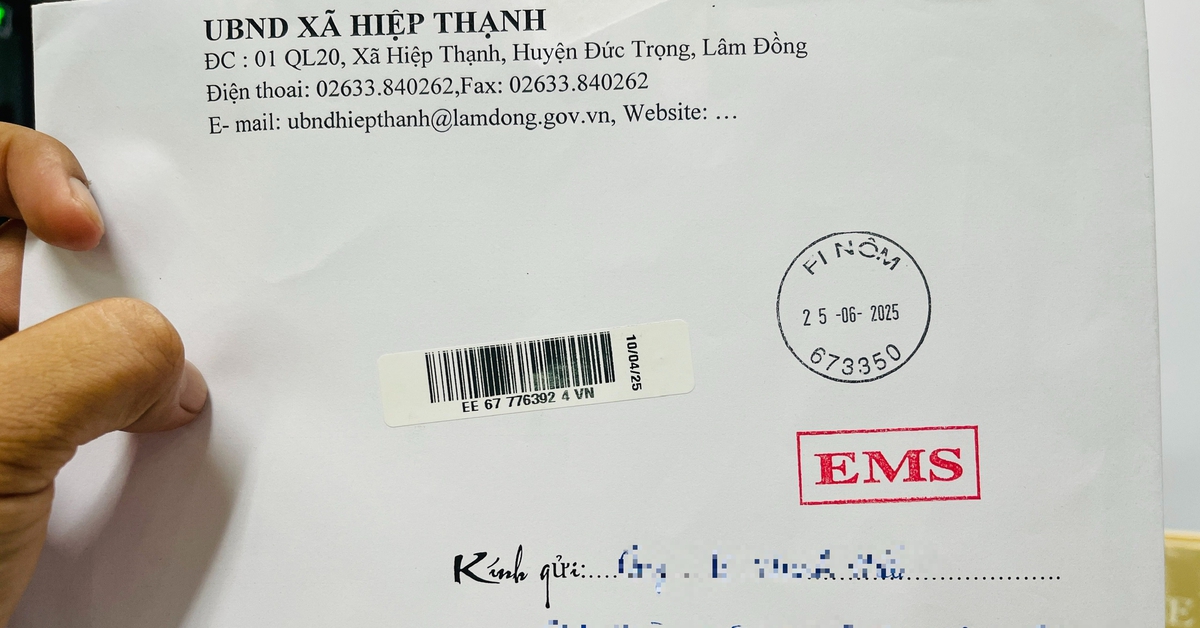 UBND XÃ HIỆP THẠNH
ĐC : 01 QL20, Xã Hiệp Thạnh, Huyện Đức Trọng, Lâm Đồng
Điện thoai: 02633.840262,Fax: 02633.840262
E- mail: ubndhiepthanh@lamdong.gov.vn, Website: …
FI NÔM
25 -06- 2025
673350
10/04/25
EE 67 776392 4 VN
EMS
Kính gửi: